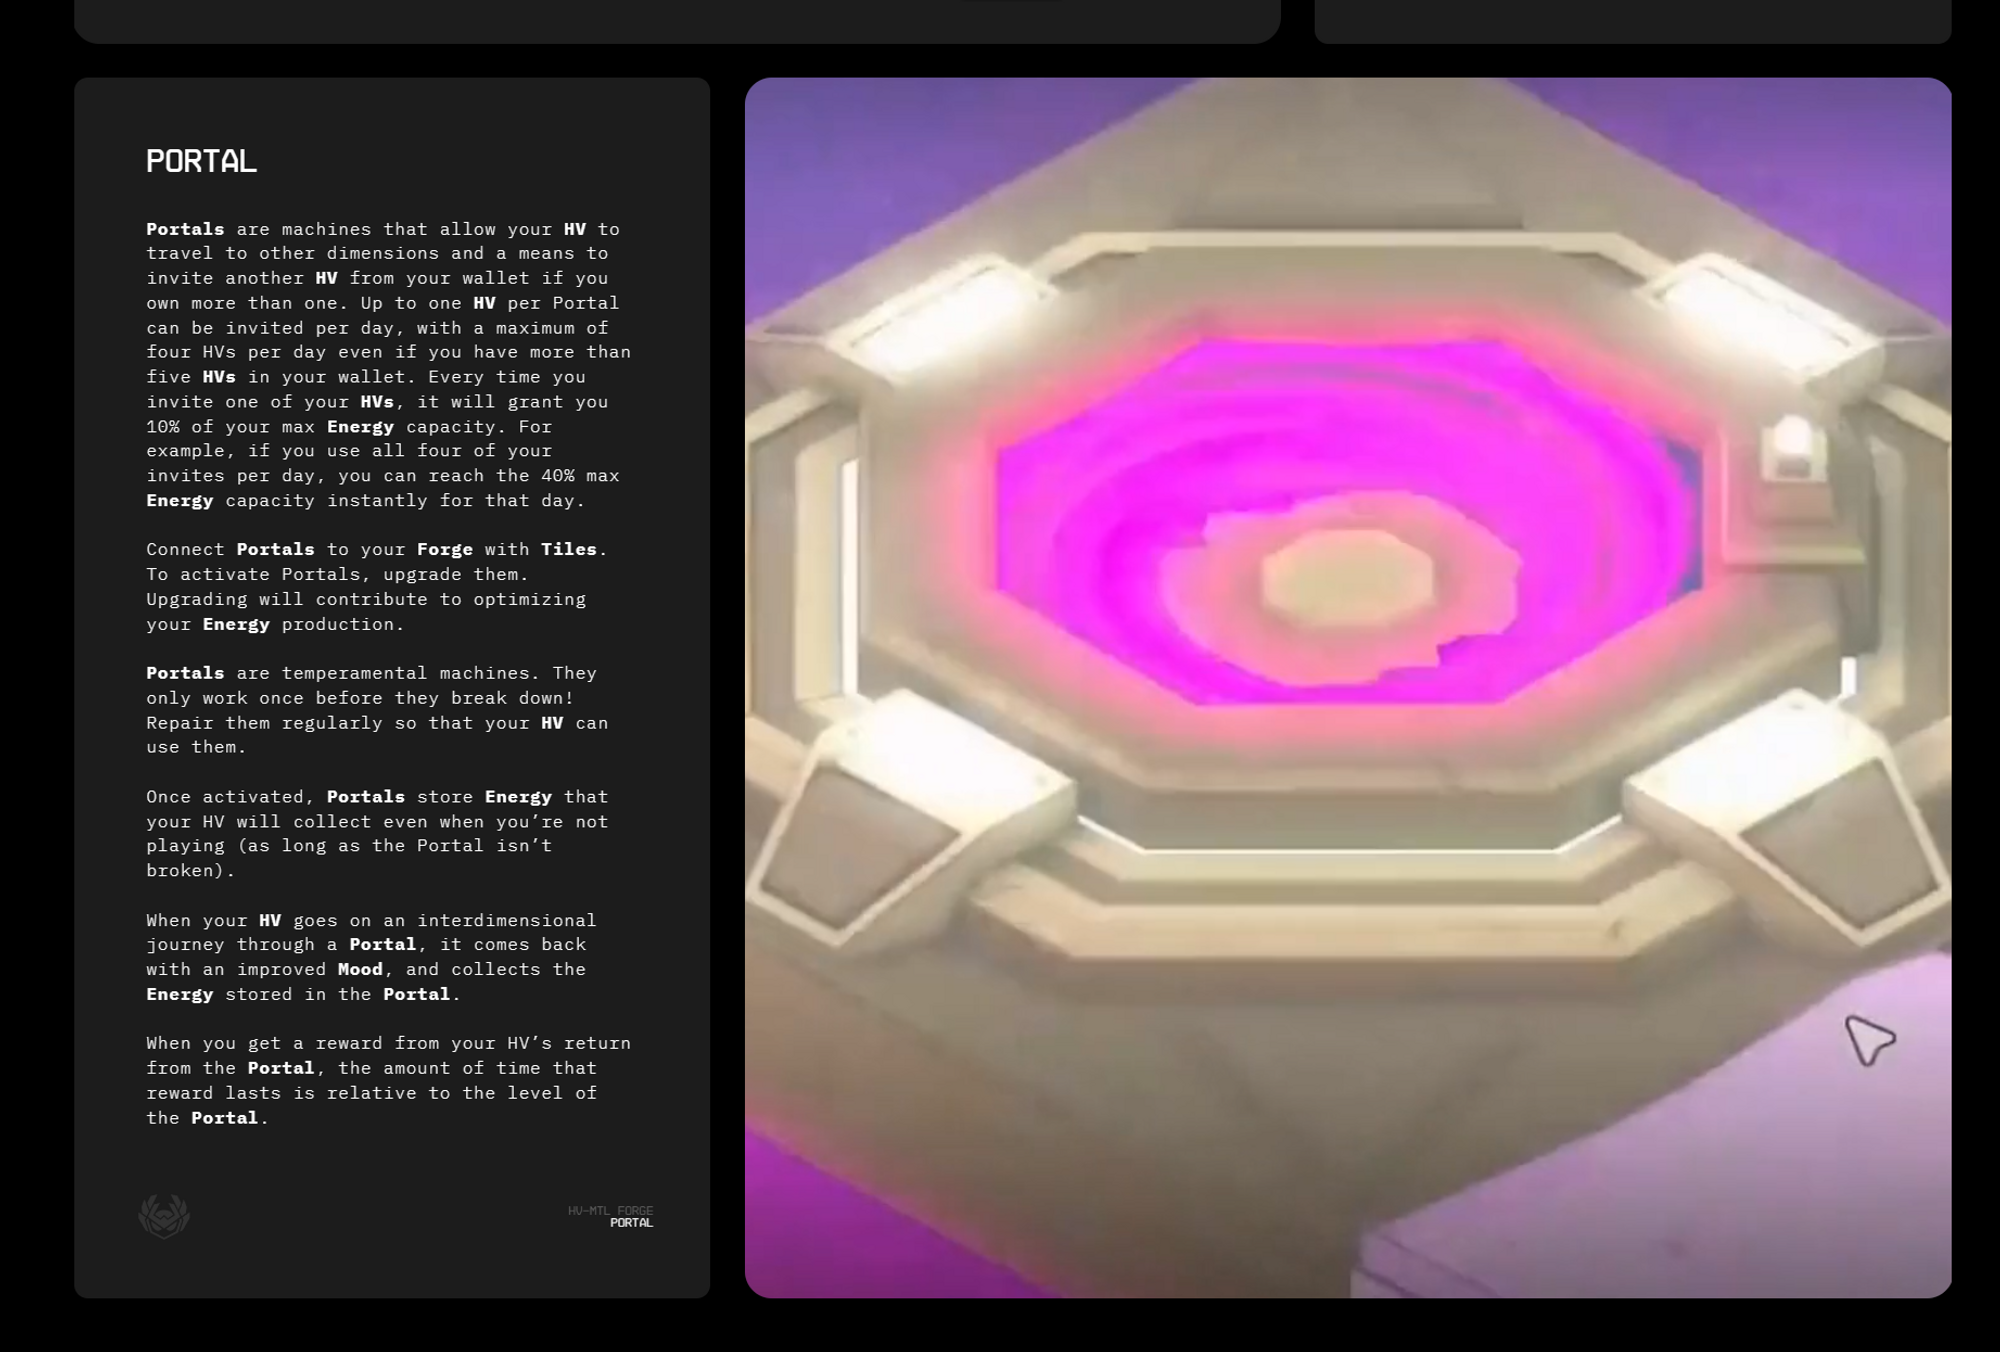 PORTAL
Portals are machines that allow your HV to
travel to other dimensions and a means to
invite another HV from your wallet if you
own more than one. Up to one HV per Portal
can be invited per day, with a maximum of
four HVs per day even if you have more than
five HVs in your wallet. Every time you
invite one of your HVs, it will grant you
10% of your max Energy capacity. For
example, if you use all four of your
invites per day, you can reach the 40% max
Energy capacity instantly for that day.
Connect Portals to your Forge with Tiles.
To activate Portals, upgrade them.
Upgrading will contribute to optimizing
your Energy production.
Portals are temperamental machines. They
only work once before they break down!
Repair them regularly so that your HV can
use them.
Once activated, Portals store Energy that
your HV will collect even when you’re not
playing (as long as the Portal isn’t
broken).
When your HV goes on an interdimensional
journey through a Portal, it comes back
with an improved Mood, and collects the
Energy stored in the Portal.
When you get a reward from your HV’s return
from the Portal, the amount of time that
reward lasts is relative to the level of
the Portal.
HV-MTL FORGE
PORTAL